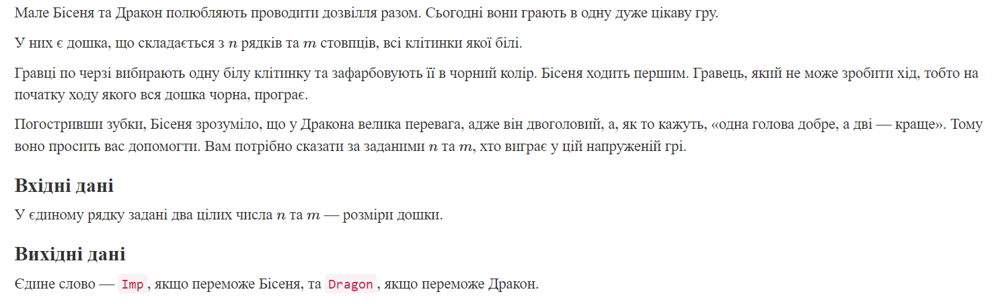 Мале Бісеня та Дракон полюбляють проводити дозвілля разом. Сьогодні вони грають в одну дуже цікаву гру.
У них є дошка, що складається з n рядків та m стовпців, всі клітинки якої білі.
Гравці по черзі вибирають одну білу клітинку та зафарбовують її в чорний колір. Бісеня ходить першим. Гравець, який не може зробити хід, тобто на
початку ходу якого вся дошка чорна, програє.
Погостривши зубки, Бісеня зрозуміло, що у Дракона велика перевага, адже він двоголовий, а, як то кажуть, «одна голова добре, а дві — краще». Тому
воно просить вас допомогти. Вам потрібно сказати за заданими n та m, хто виграє у цій напруженій грі.
Вхідні дані
У єдиному рядку задані два цілих числа n та m — розміри дошки.
Вихідні дані
Єдине слово — Imp, якщо переможе Бісеня, та Dragon, якщо переможе Дракон.